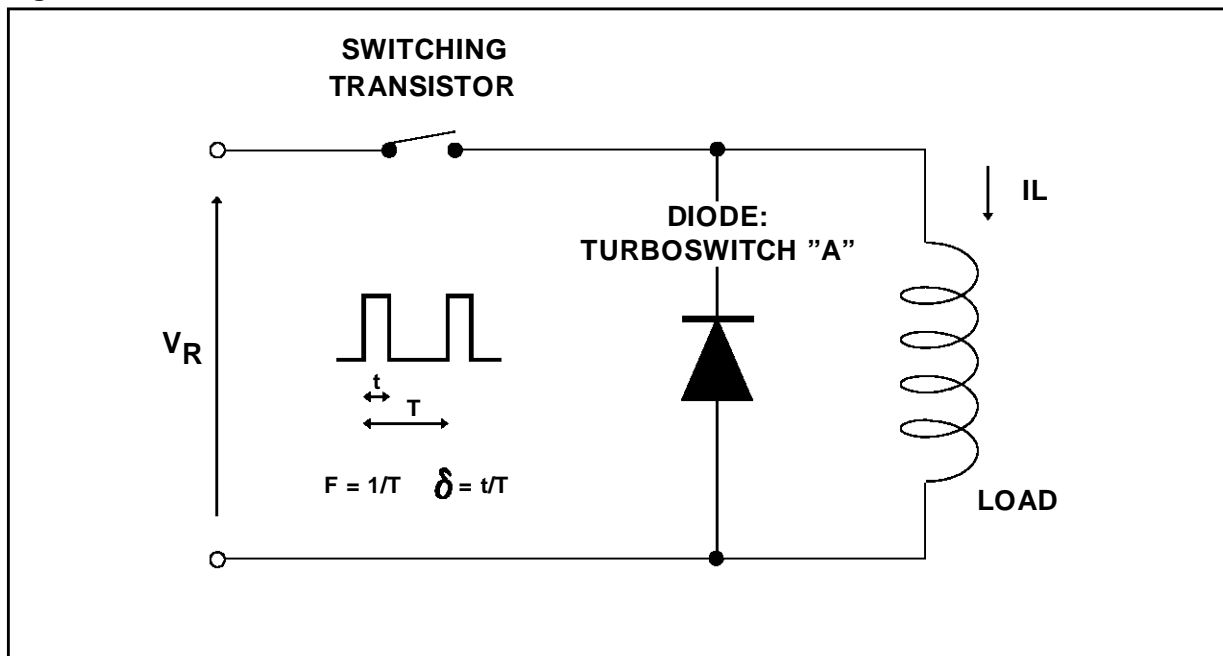 SWITCHING
TRANSISTOR
IL
DIODE:
TURBOSWITCH ”A”
VR
t
T
F = 1/T δ = t/T
LOAD